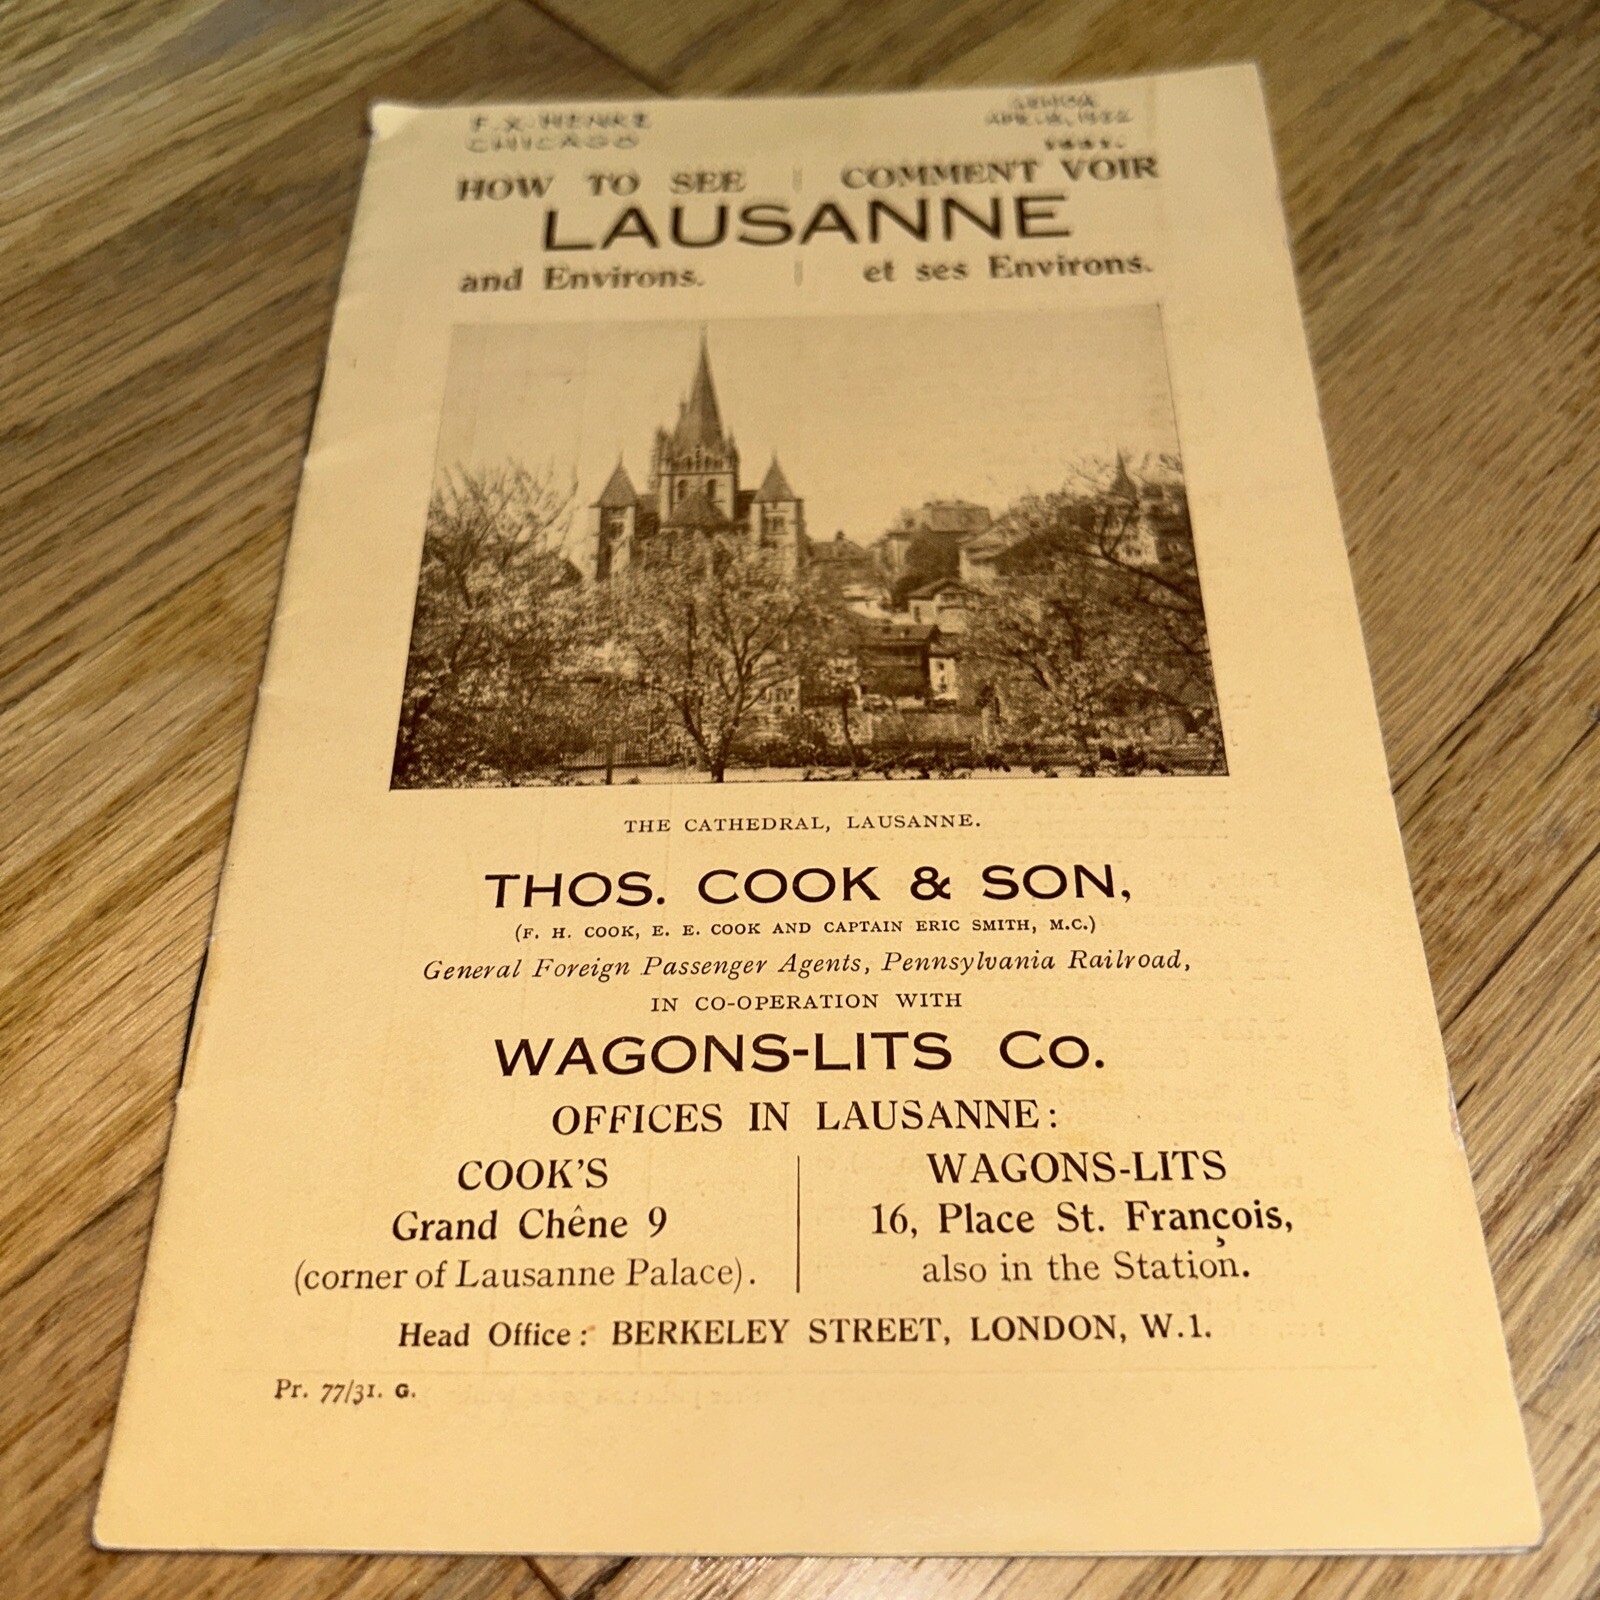 F. X. HENKE
CHICAGO
HOW TO SEE | COMMENT VOIR
LAUSANNE
and Environs. | et ses Environs.
THE CATHEDRAL, LAUSANNE.
THOS. COOK & SON,
(F. H. COOK, E. E. COOK AND CAPTAIN ERIC SMITH, M.C.)
General Foreign Passenger Agents, Pennsylvania Railroad,
IN CO-OPERATION WITH
WAGONS-LITS Co.
OFFICES IN LAUSANNE:
COOK'S
Grand Chêne 9
(corner of Lausanne Palace).
WAGONS-LITS
16, Place St. François,
also in the Station.
Head Office: BERKELEY STREET, LONDON, W.1.
Pr. 77/31. G.